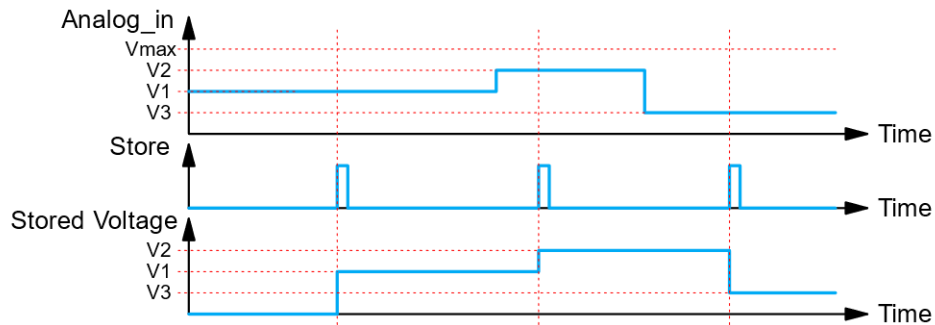 Analog_in
Vmax
V2
V1
V3
Time
Store
Time
Stored Voltage
V2
V1
V3
Time